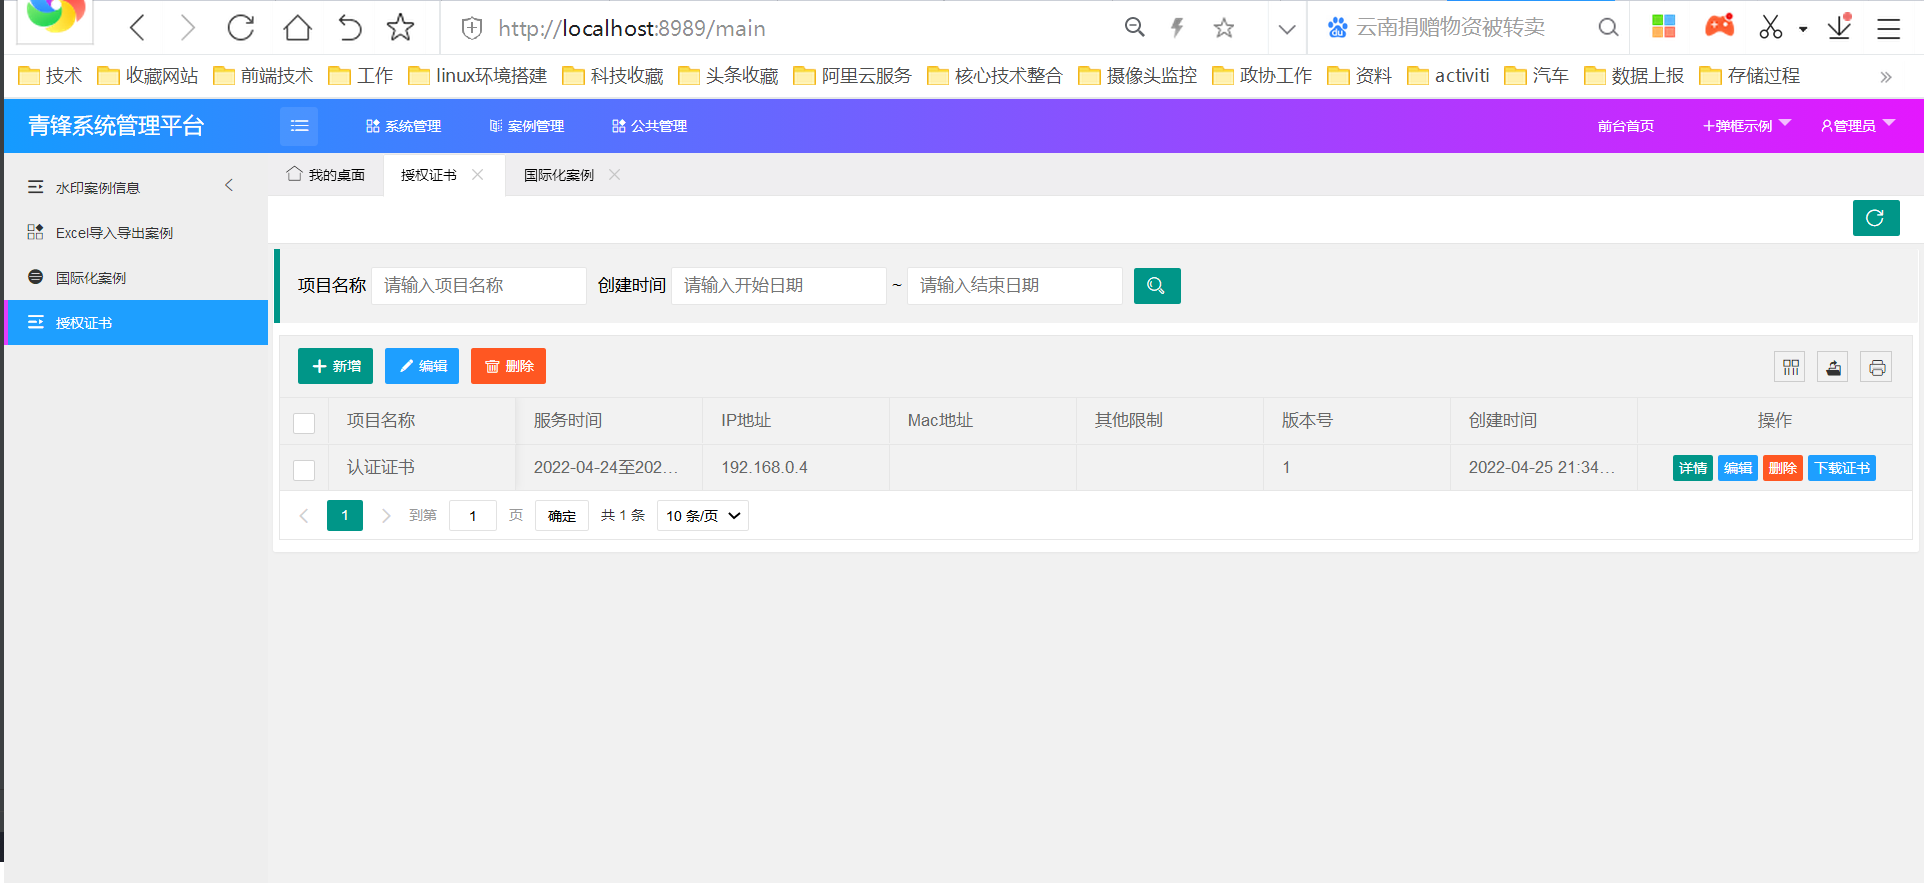 http://localhost:8989/main 云南捐赠物资被转卖
技术 收藏网站 前端技术 工作 linux环境搭建 科技收藏 头条收藏 阿里云服务 核心技术整合 摄像头监控 政协工作 资料 activiti 汽车 数据上报 存储过程 »
青锋系统管理平台 系统管理 案例管理 公共管理 前台首页 +弹框示例 管理员
水印案例信息
Excel导入导出案例
国际化案例
授权证书
我的桌面 授权证书 国际化案例
项目名称 请输入项目名称 创建时间 请输入开始日期 ~ 请输入结束日期
新增 编辑 删除
项目名称 服务时间 IP地址 Mac地址 其他限制 版本号 创建时间 操作
认证证书 2022-04-24至202... 192.168.0.4 1 2022-04-25 21:34... 详情 编辑 删除 下载证书
1 到第 1 页 确定 共 1 条 10 条/页